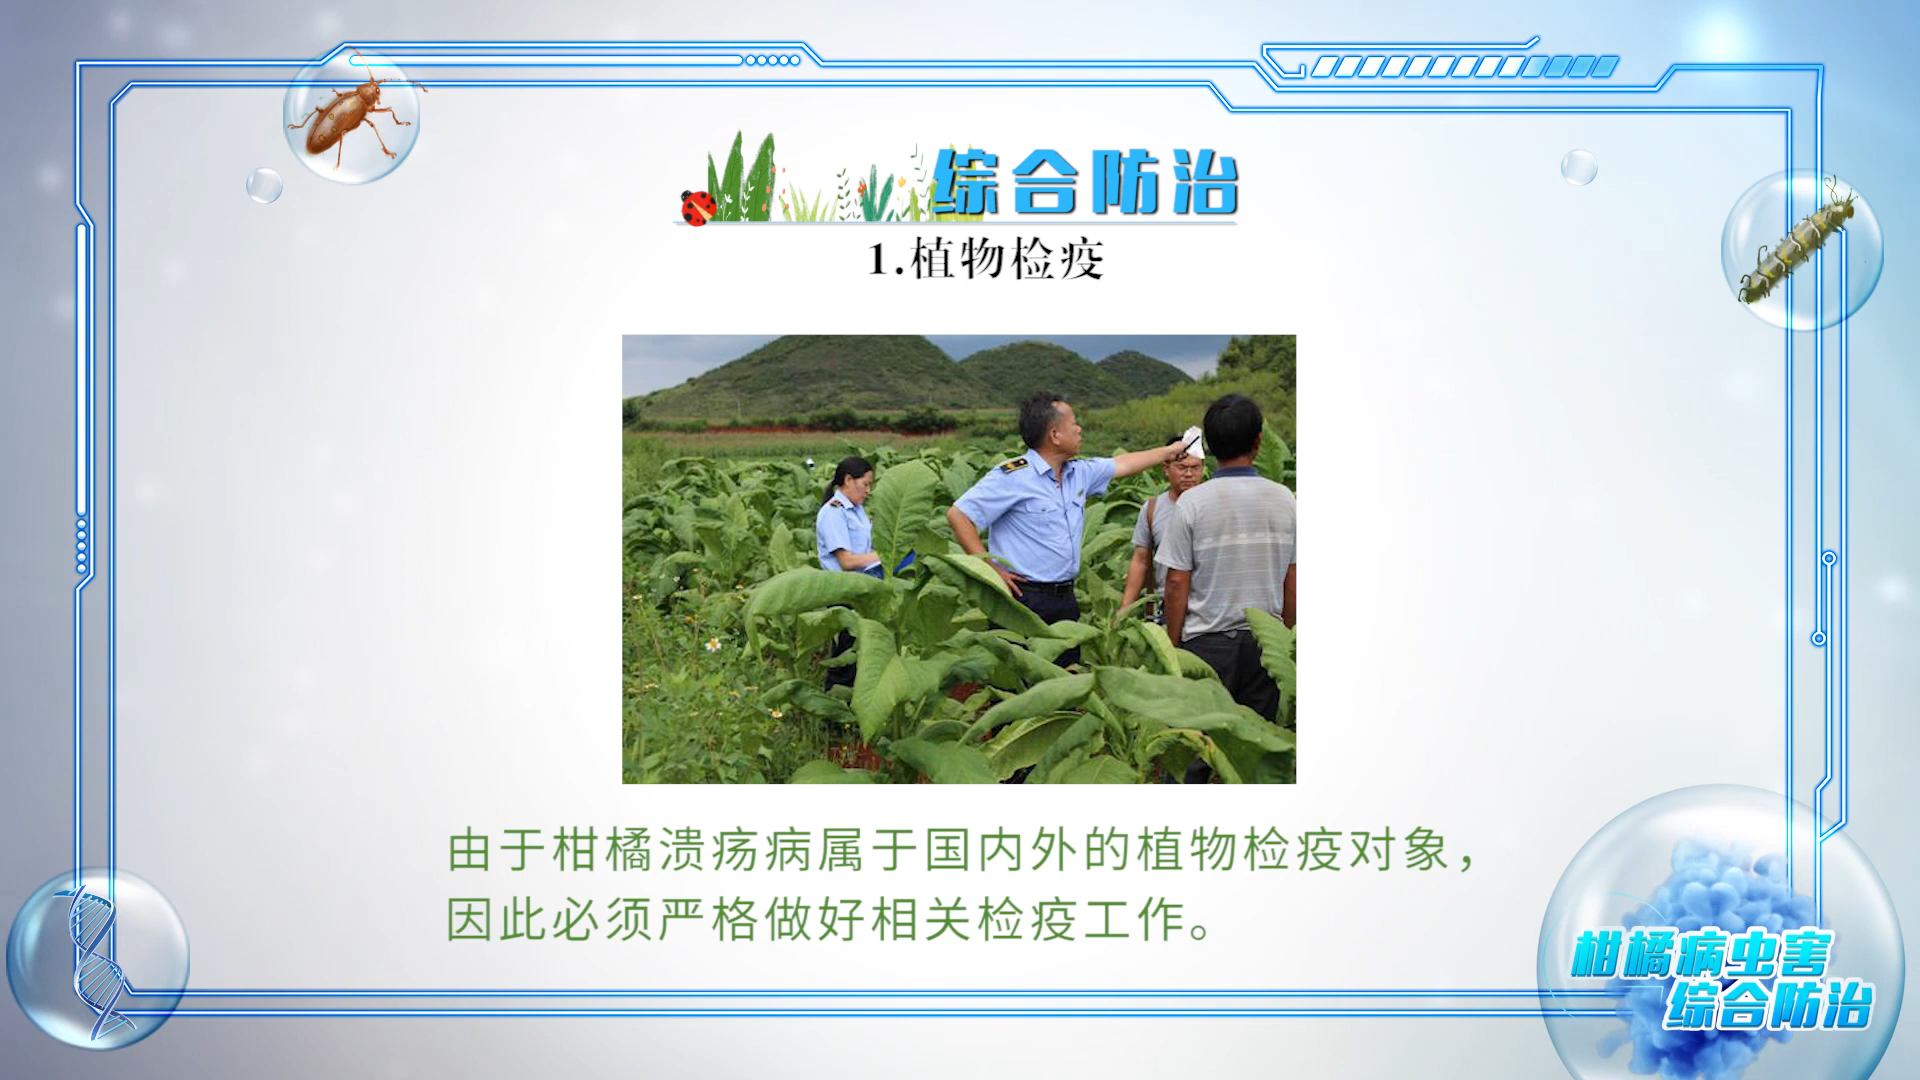 综合防治
1.植物检疫
由于柑橘溃疡病属于国内外的植物检疫对象，
因此必须严格做好相关检疫工作。
柑橘病虫害
综合防治